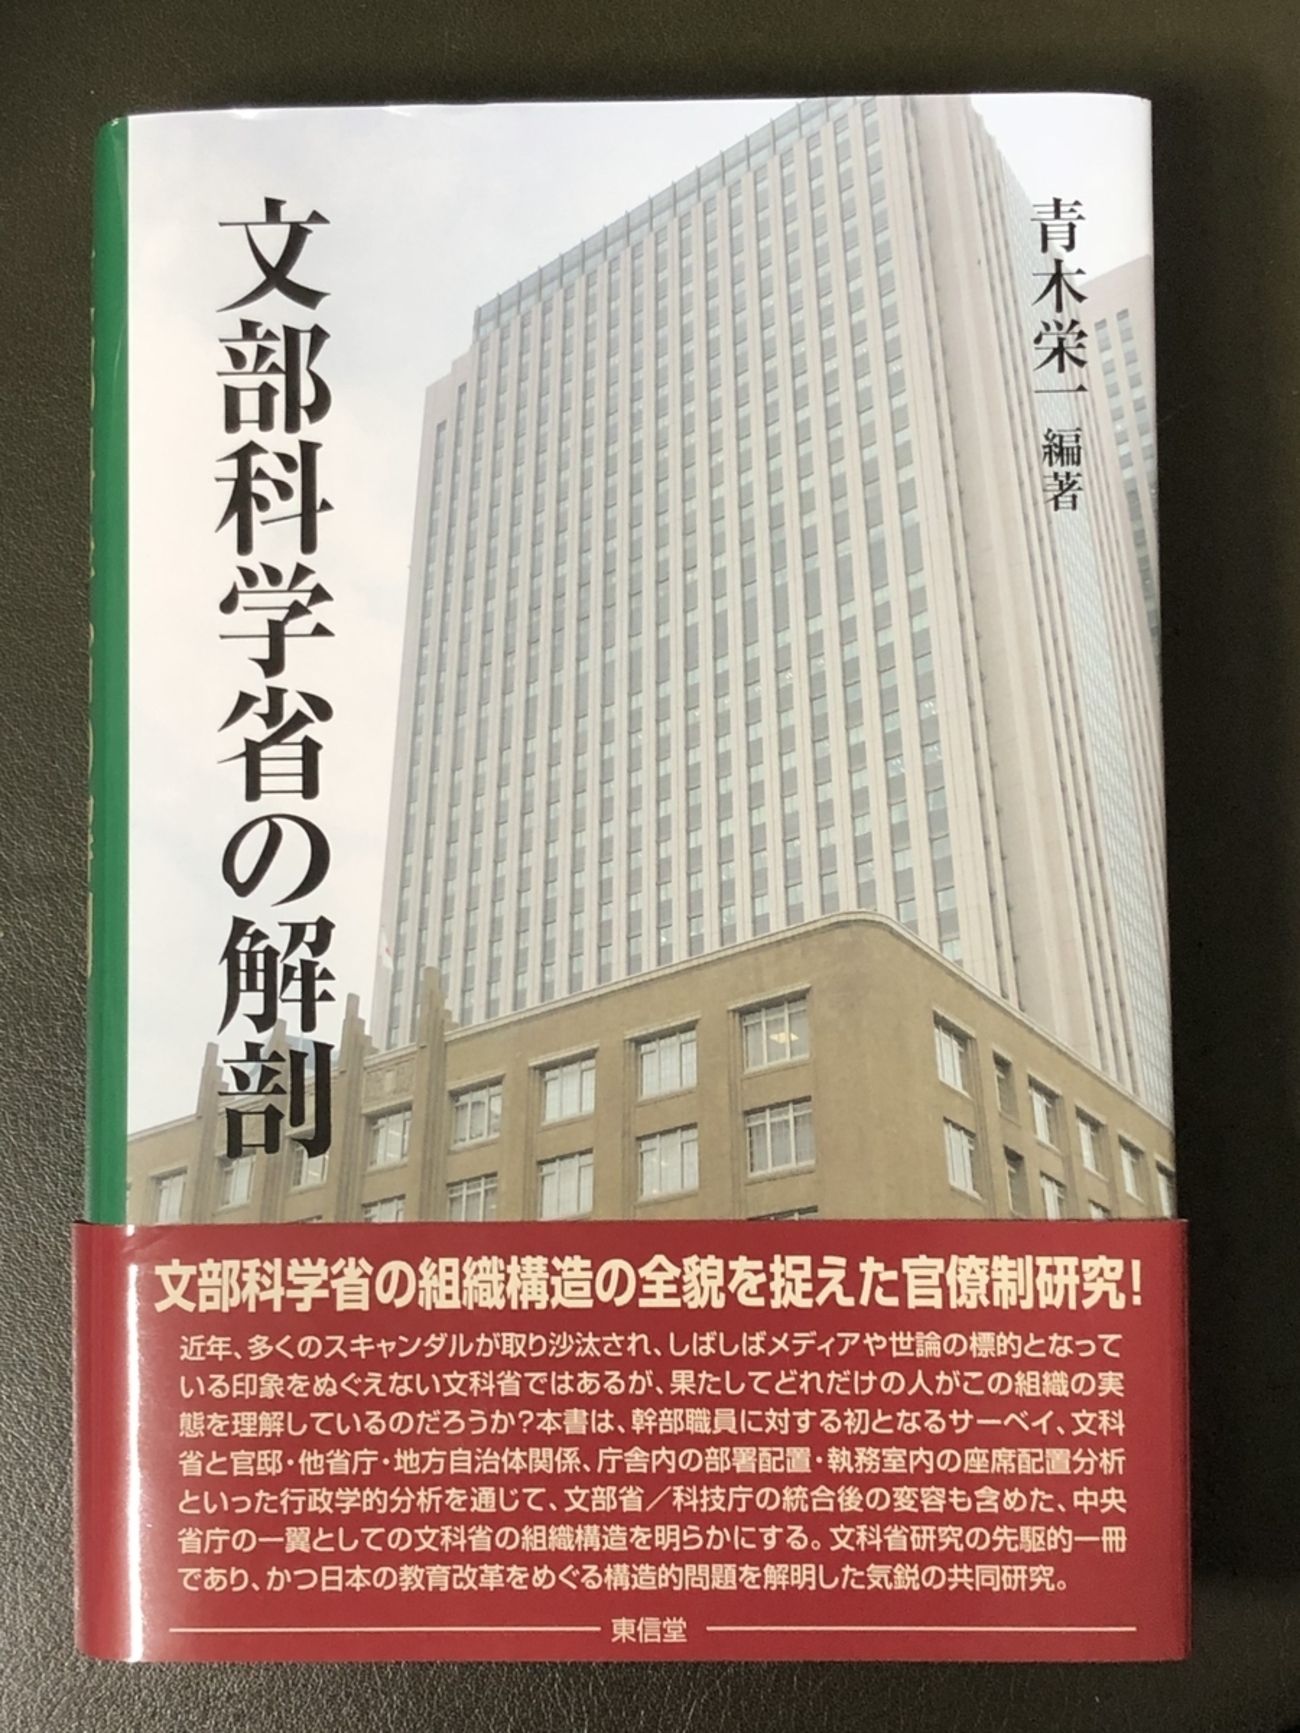 青木栄一 編著
文部科学省の解剖
文部科学省の組織構造の全貌を捉えた官僚制研究!
近年、多くのスキャンダルが取り沙汰され、しばしばメディアや世論の標的となって
いる印象をぬぐえない文科省ではあるが、果たしてどれだけの人がこの組織の実
態を理解しているのだろうか?本書は、幹部職員に対する初となるサーベイ、文科
省と官邸・他省庁・地方自治体関係、庁舎内の部署配置・執務室内の座席配置分析
といった行政学的分析を通じて、文部省／科技庁の統合後の変容も含めた、中央
省庁の一翼としての文科省の組織構造を明らかにする。文科省研究の先駆的一冊
であり、かつ日本の教育改革をめぐる構造的問題を解明した気鋭の共同研究。
東信堂